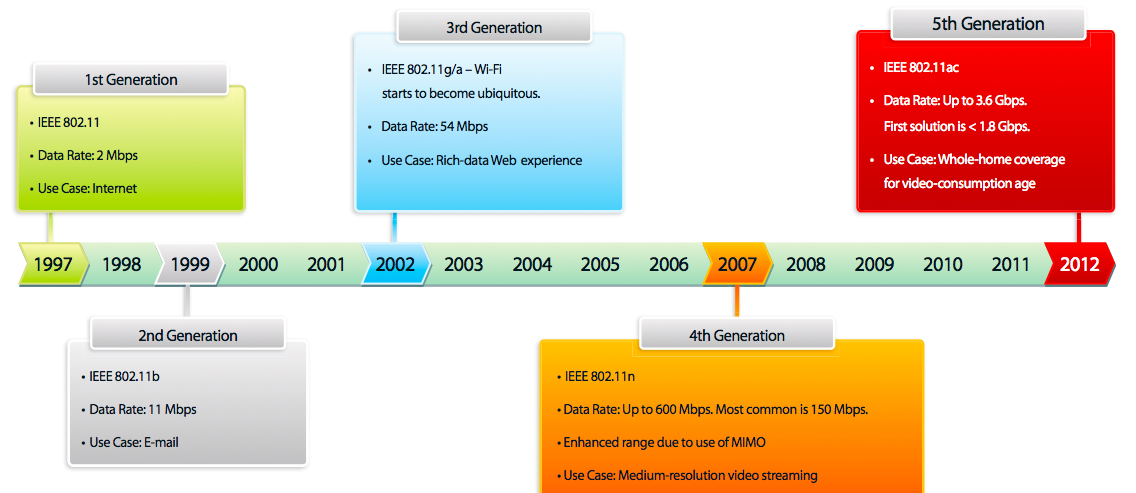 1st Generation
• IEEE 802.11
• Data Rate: 2 Mbps
• Use Case: Internet
3rd Generation
• IEEE 802.11g/a – Wi-Fi
starts to become ubiquitous.
• Data Rate: 54 Mbps
• Use Case: Rich-data Web experience
5th Generation
• IEEE 802.11ac
• Data Rate: Up to 3.6 Gbps.
First solution is < 1.8 Gbps.
• Use Case: Whole-home coverage
for video-consumption age
1997 1998 1999 2000 2001 2002 2003 2004 2005 2006 2007 2008 2009 2010 2011 2012
2nd Generation
• IEEE 802.11b
• Data Rate: 11 Mbps
• Use Case: E-mail
4th Generation
• IEEE 802.11n
• Data Rate: Up to 600 Mbps. Most common is 150 Mbps.
• Enhanced range due to use of MIMO
• Use Case: Medium-resolution video streaming